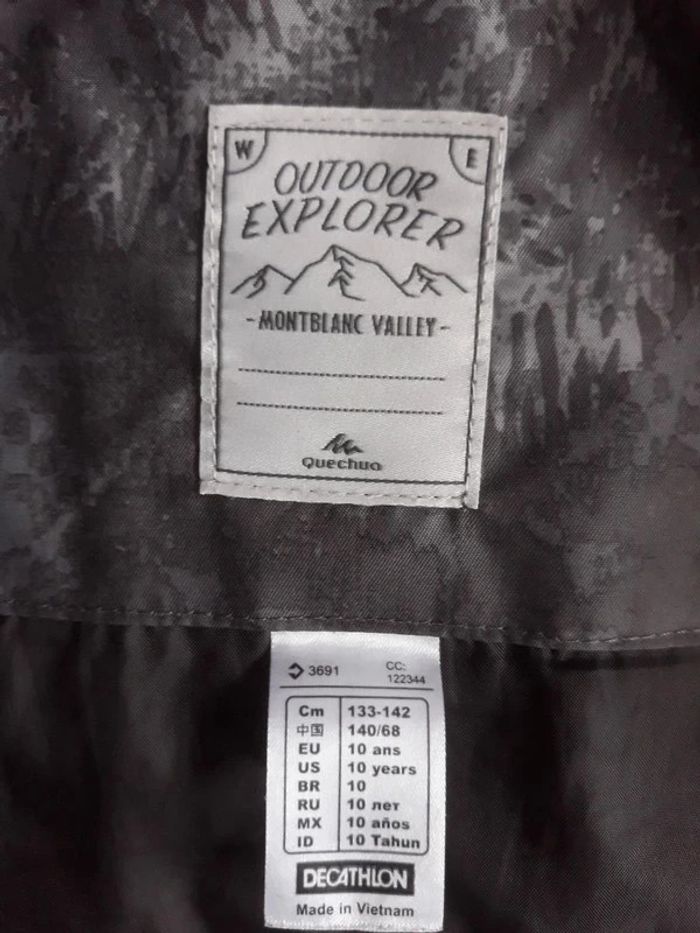 W
E
OUTDOOR
EXPLORER
-MONTBLANC VALLEY-
Quechua
3691
CC:
122344
Cm 133-142
中国 140/68
EU 10 ans
US 10 years
BR 10
RU 10 лет
MX 10 años
ID 10 Tahun
DECATHLON
Made in Vietnam